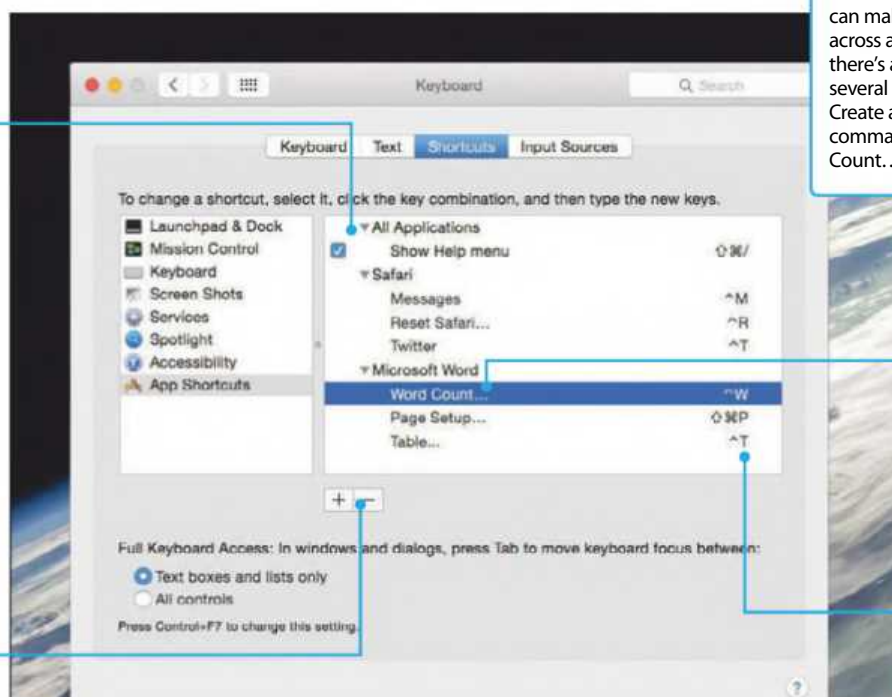 can ma
across a
there's a
several
Create a
comma
Count...
Keyboard
Search
Keyboard Text Shortcuts Input Sources
To change a shortcut, select it, click the key combination, and then type the new keys.
Launchpad & Dock
Mission Control
Keyboard
Screen Shots
Services
Spotlight
Accessibility
App Shortcuts
All Applications
Show Help menu ⇧⌘/
Safari
Messages ^M
Reset Safari... ^R
Twitter ^T
Microsoft Word
Word Count... ^W
Page Setup... ⇧⌘P
Table... ^T
+ −
Full Keyboard Access: In windows and dialogs, press Tab to move keyboard focus between:
Text boxes and lists only
All controls
Press Control+F7 to change this setting.
?